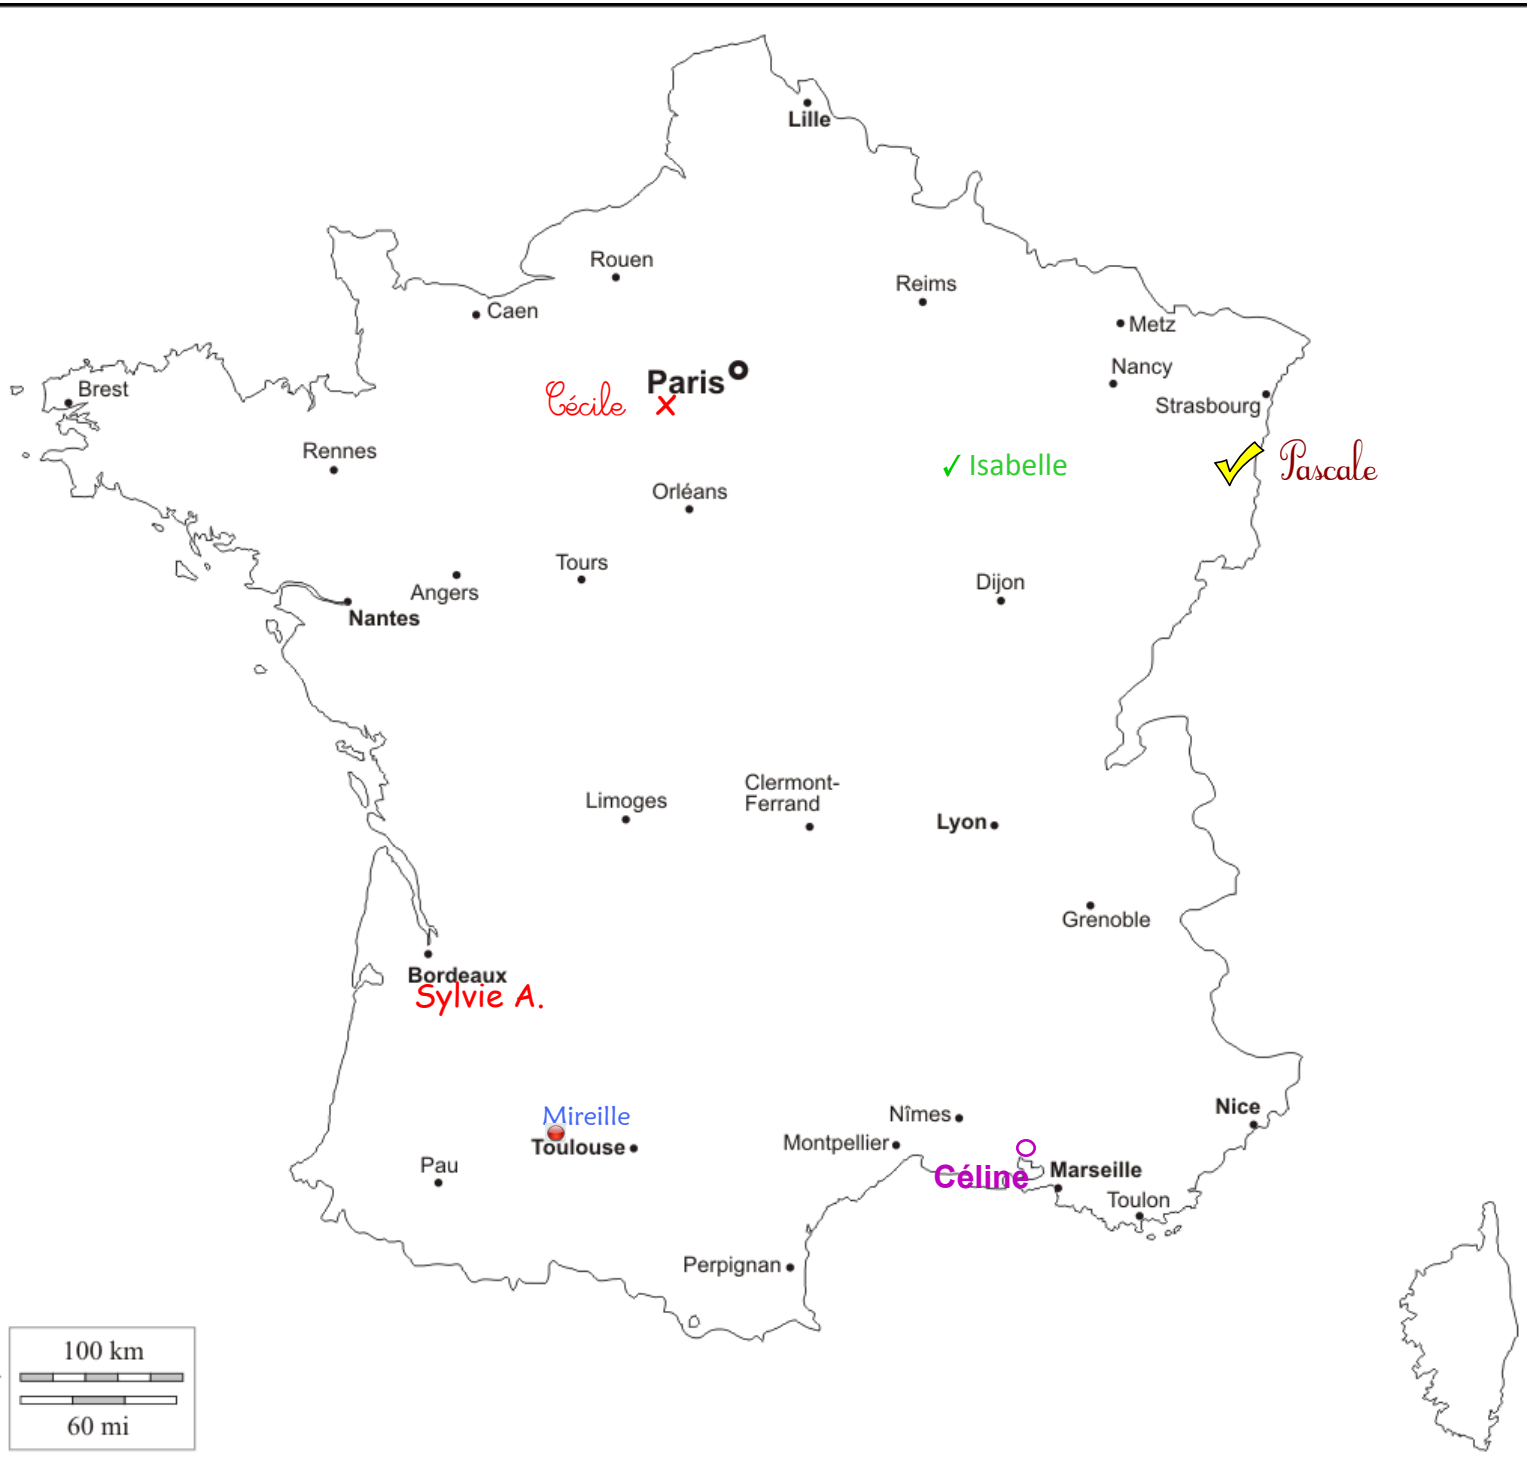 Lille
Rouen
Caen
Reims
Metz
Nancy
Paris
Cécile
Brest
Strasbourg
Rennes
Isabelle
Pascale
Orléans
Tours
Angers
Dijon
Nantes
Clermont-
Ferrand
Limoges
Lyon
Grenoble
Bordeaux
Sylvie A.
Mireille
Toulouse
Nîmes
Nice
Montpellier
Pau
Céline
Marseille
Toulon
Perpignan
100 km
60 mi